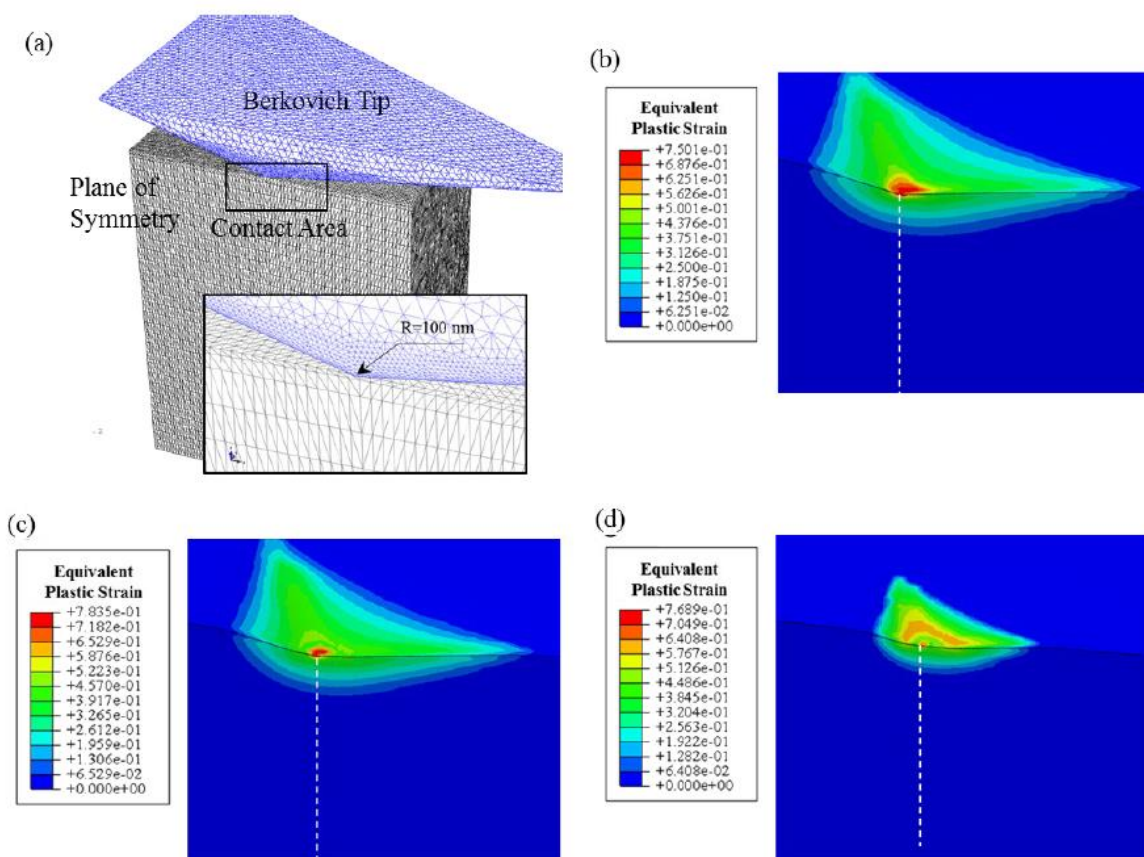 (a)
Berkovich Tip
Plane of
Symmetry
Contact Area
R=100 nm
(b)
Equivalent
Plastic Strain
+7.501e-01
+6.876e-01
+6.251e-01
+5.626e-01
+5.001e-01
+4.376e-01
+3.751e-01
+3.126e-01
+2.500e-01
+1.875e-01
+1.250e-01
+6.251e-02
+0.000e+00
(c)
Equivalent
Plastic Strain
+7.835e-01
+7.182e-01
+6.529e-01
+5.876e-01
+5.223e-01
+4.570e-01
+3.917e-01
+3.265e-01
+2.612e-01
+1.959e-01
+1.306e-01
+6.529e-02
+0.000e+00
(d)
Equivalent
Plastic Strain
+7.689e-01
+7.049e-01
+6.408e-01
+5.767e-01
+5.126e-01
+4.486e-01
+3.845e-01
+3.204e-01
+2.563e-01
+1.922e-01
+1.282e-01
+6.408e-02
+0.000e+00